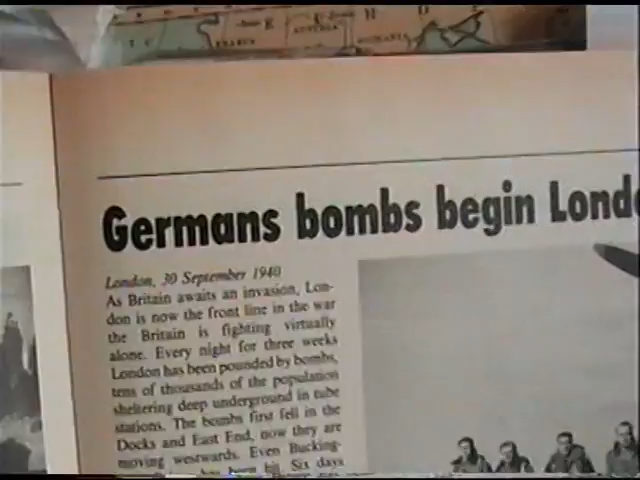 AUSTRIA
Germans bombs begin Londo
London, 30 September 1940
As Britain awaits an invasion, Lon-
don is now the front line in the war
the Britain is fighting virtually
alone. Every night for three weeks
London has been pounded by bombs,
tens of thousands of the population
sheltering deep underground in tube
stations. The bombs first fell in the
Docks and East End, now they are
moving westwards. Even Bucking-
has been hit. Six days